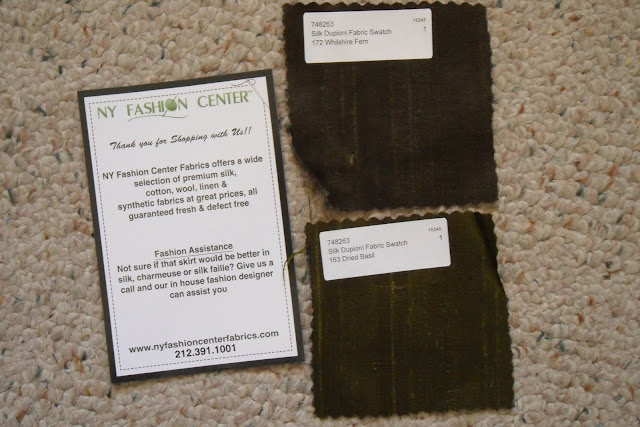 NY FASHION CENTER™
Thank you for Shopping with Us!!
NY Fashion Center Fabrics offers a wide
selection of premium silk,
cotton, wool, linen &
synthetic fabrics at great prices, all
guaranteed fresh & defect free
Fashion Assistance
Not sure if that skirt would be better in
silk, charmeuse or silk faille? Give us a
call and our in house fashion designer
can assist you
www.nyfashioncenterfabrics.com
212.391.1001
748263 15245
Silk Dupioni Fabric Swatch 1
172 Whilshire Fern
748263 15245
Silk Dupioni Fabric Swatch 1
163 Dried Basil